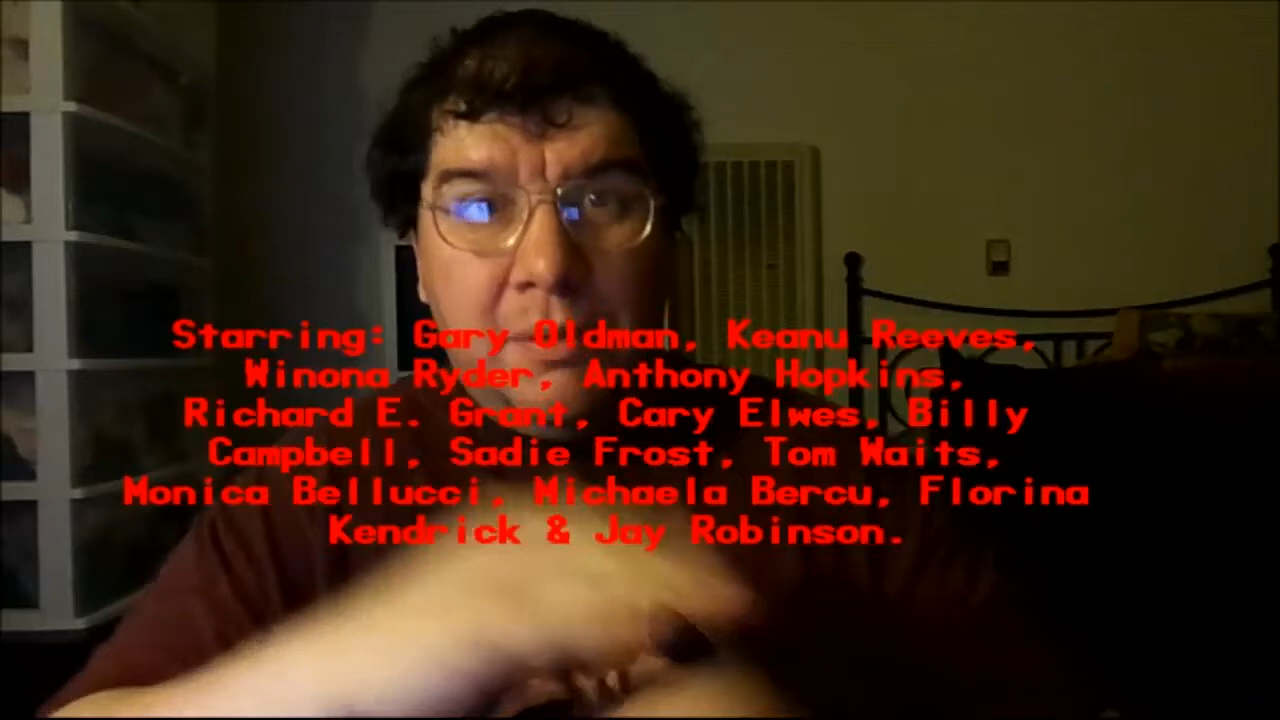 Starring: Gary Oldman, Keanu Reeves,
Winona Ryder, Anthony Hopkins,
Richard E. Grant, Cary Elwes, Billy
Campbell, Sadie Frost, Tom Waits,
Monica Bellucci, Michaela Bercu, Florina
Kendrick & Jay Robinson.